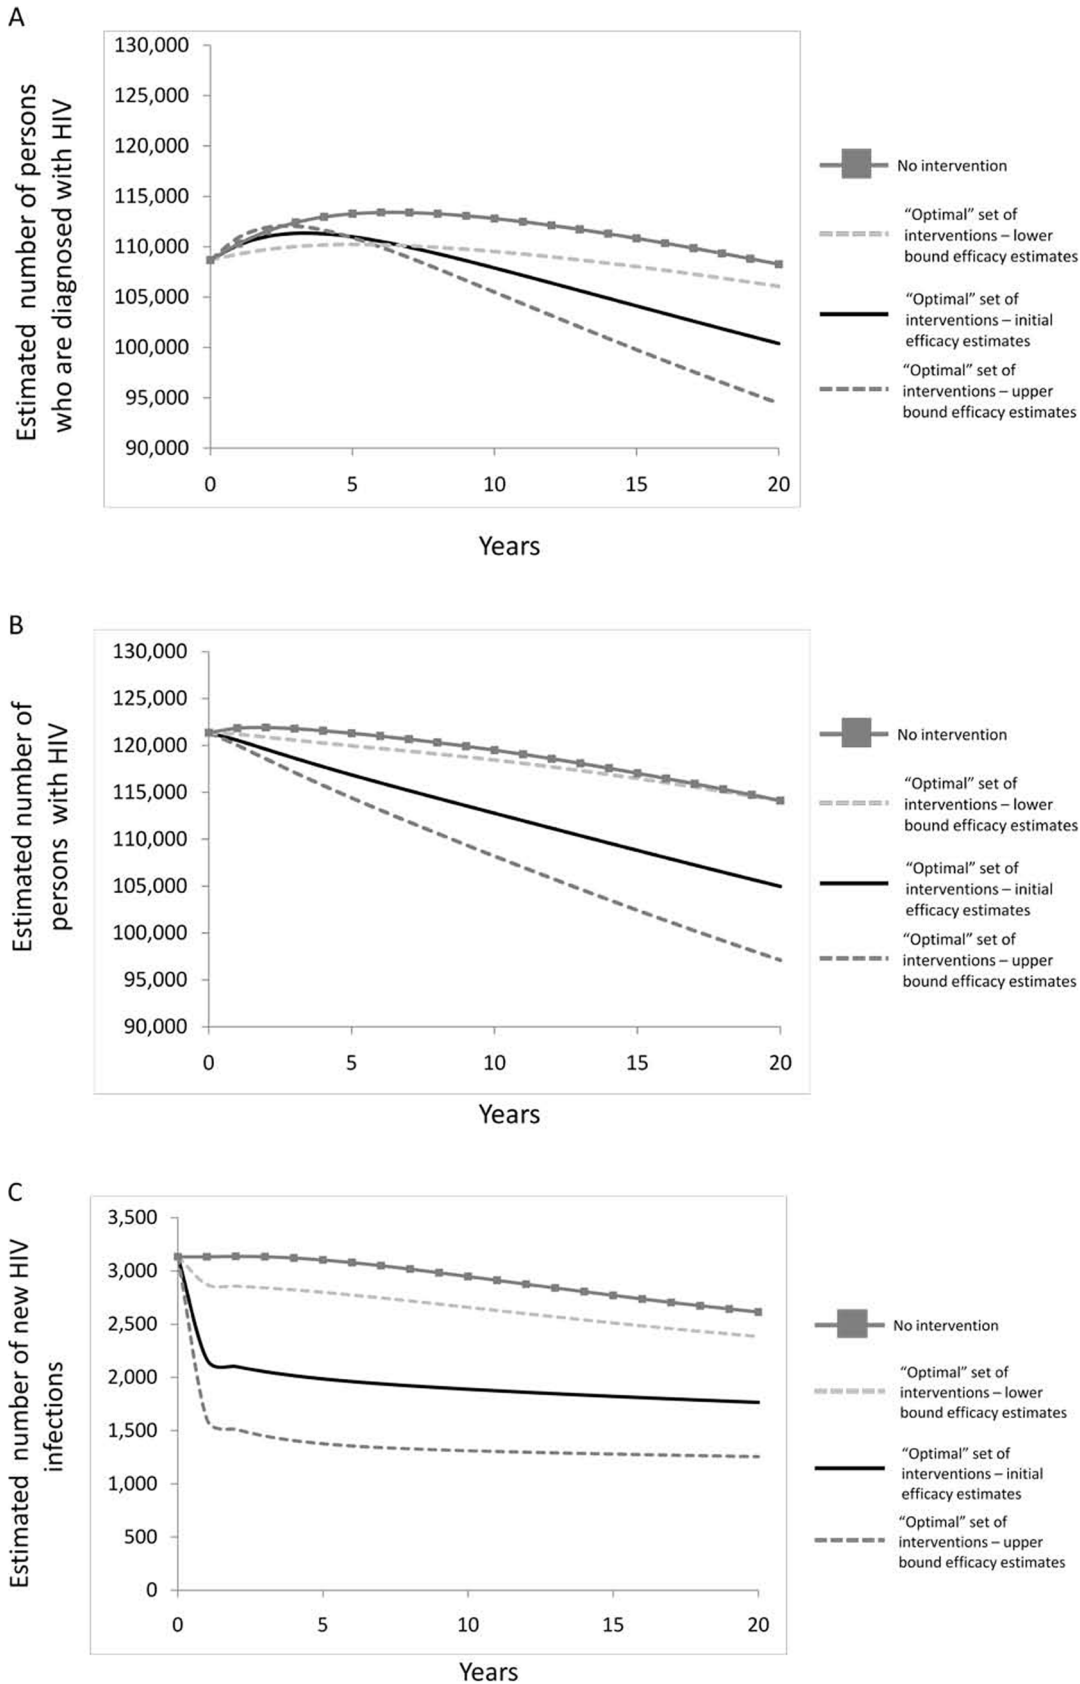 A
Estimated number of persons
who are diagnosed with HIV
130,000
125,000
120,000
115,000
110,000
105,000
100,000
95,000
90,000
0 5 10 15 20
Years
No intervention
“Optimal” set of
interventions – lower
bound efficacy estimates
“Optimal” set of
interventions – initial
efficacy estimates
“Optimal” set of
interventions – upper
bound efficacy estimates
B
Estimated number of
persons with HIV
130,000
125,000
120,000
115,000
110,000
105,000
100,000
95,000
90,000
0 5 10 15 20
Years
No intervention
“Optimal” set of
interventions – lower
bound efficacy estimates
“Optimal” set of
interventions – initial
efficacy estimates
“Optimal” set of
interventions – upper
bound efficacy estimates
C
Estimated number of new HIV
infections
3,500
3,000
2,500
2,000
1,500
1,000
500
0
0 5 10 15 20
Years
No intervention
“Optimal” set of
interventions – lower
bound efficacy estimates
“Optimal” set of
interventions – initial
efficacy estimates
“Optimal” set of
interventions – upper
bound efficacy estimates